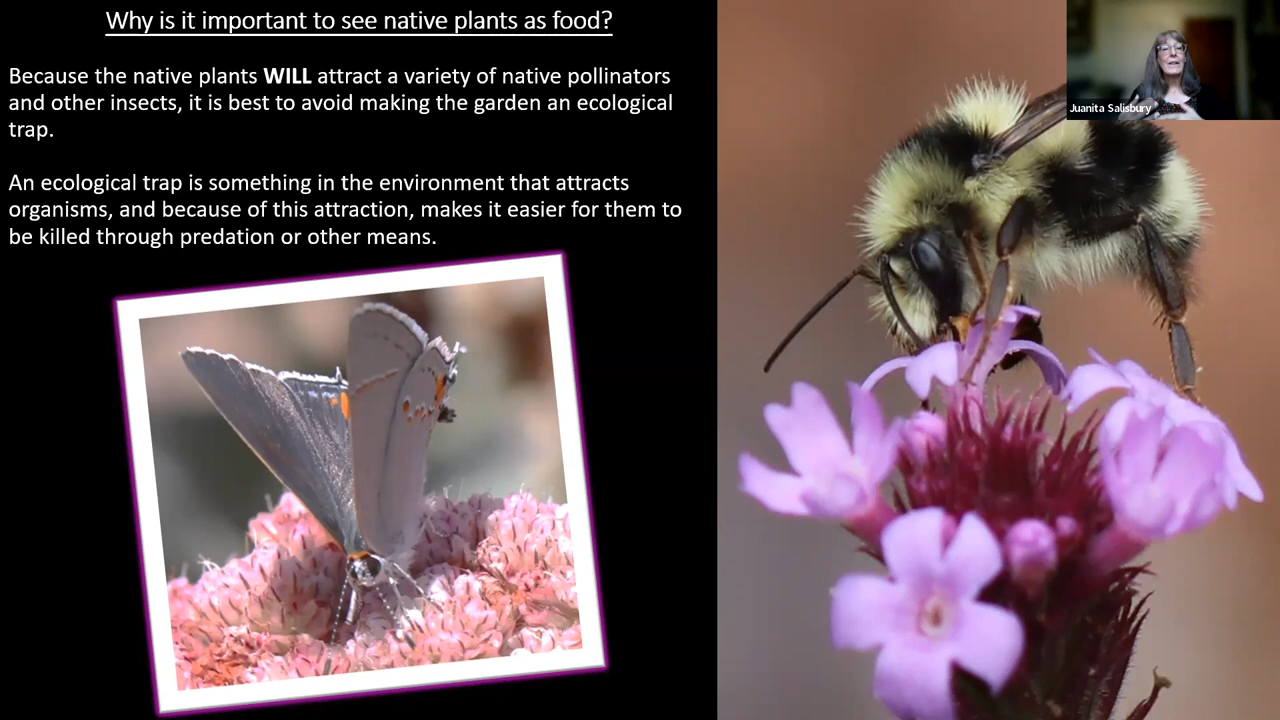 Why is it important to see native plants as food?
Because the native plants WILL attract a variety of native pollinators
and other insects, it is best to avoid making the garden an ecological
trap.
An ecological trap is something in the environment that attracts
organisms, and because of this attraction, makes it easier for them to
be killed through predation or other means.
Juanita Salisbury